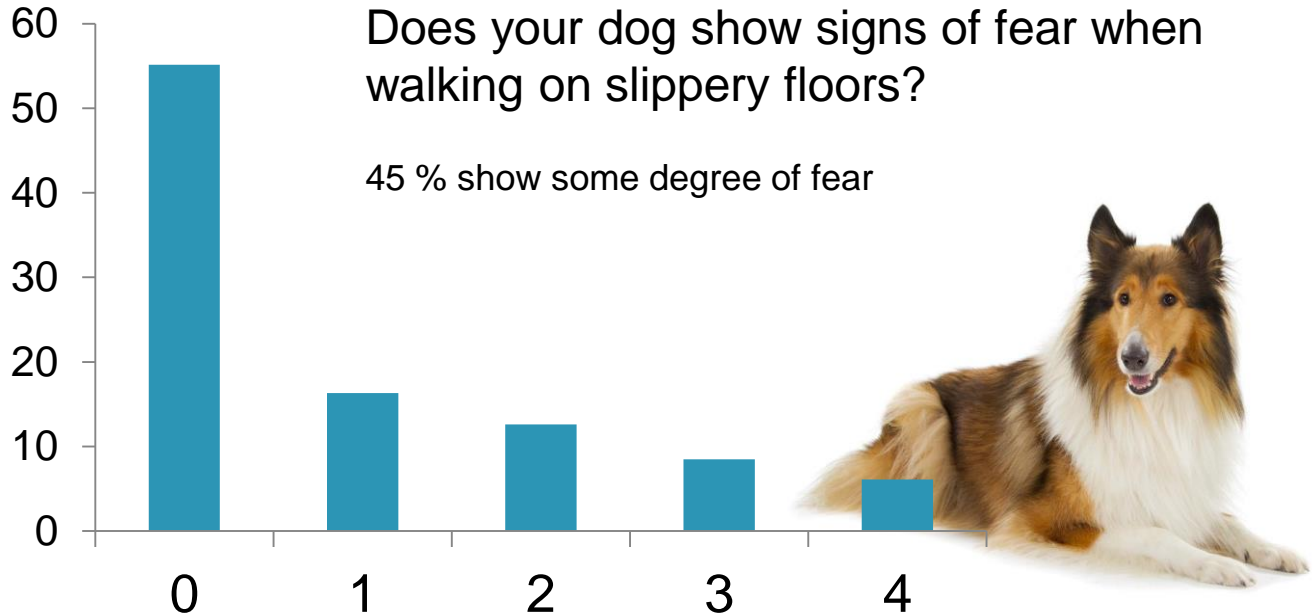 Does your dog show signs of fear when
walking on slippery floors?
45 % show some degree of fear
60
50
40
30
20
10
0
0 1 2 3 4